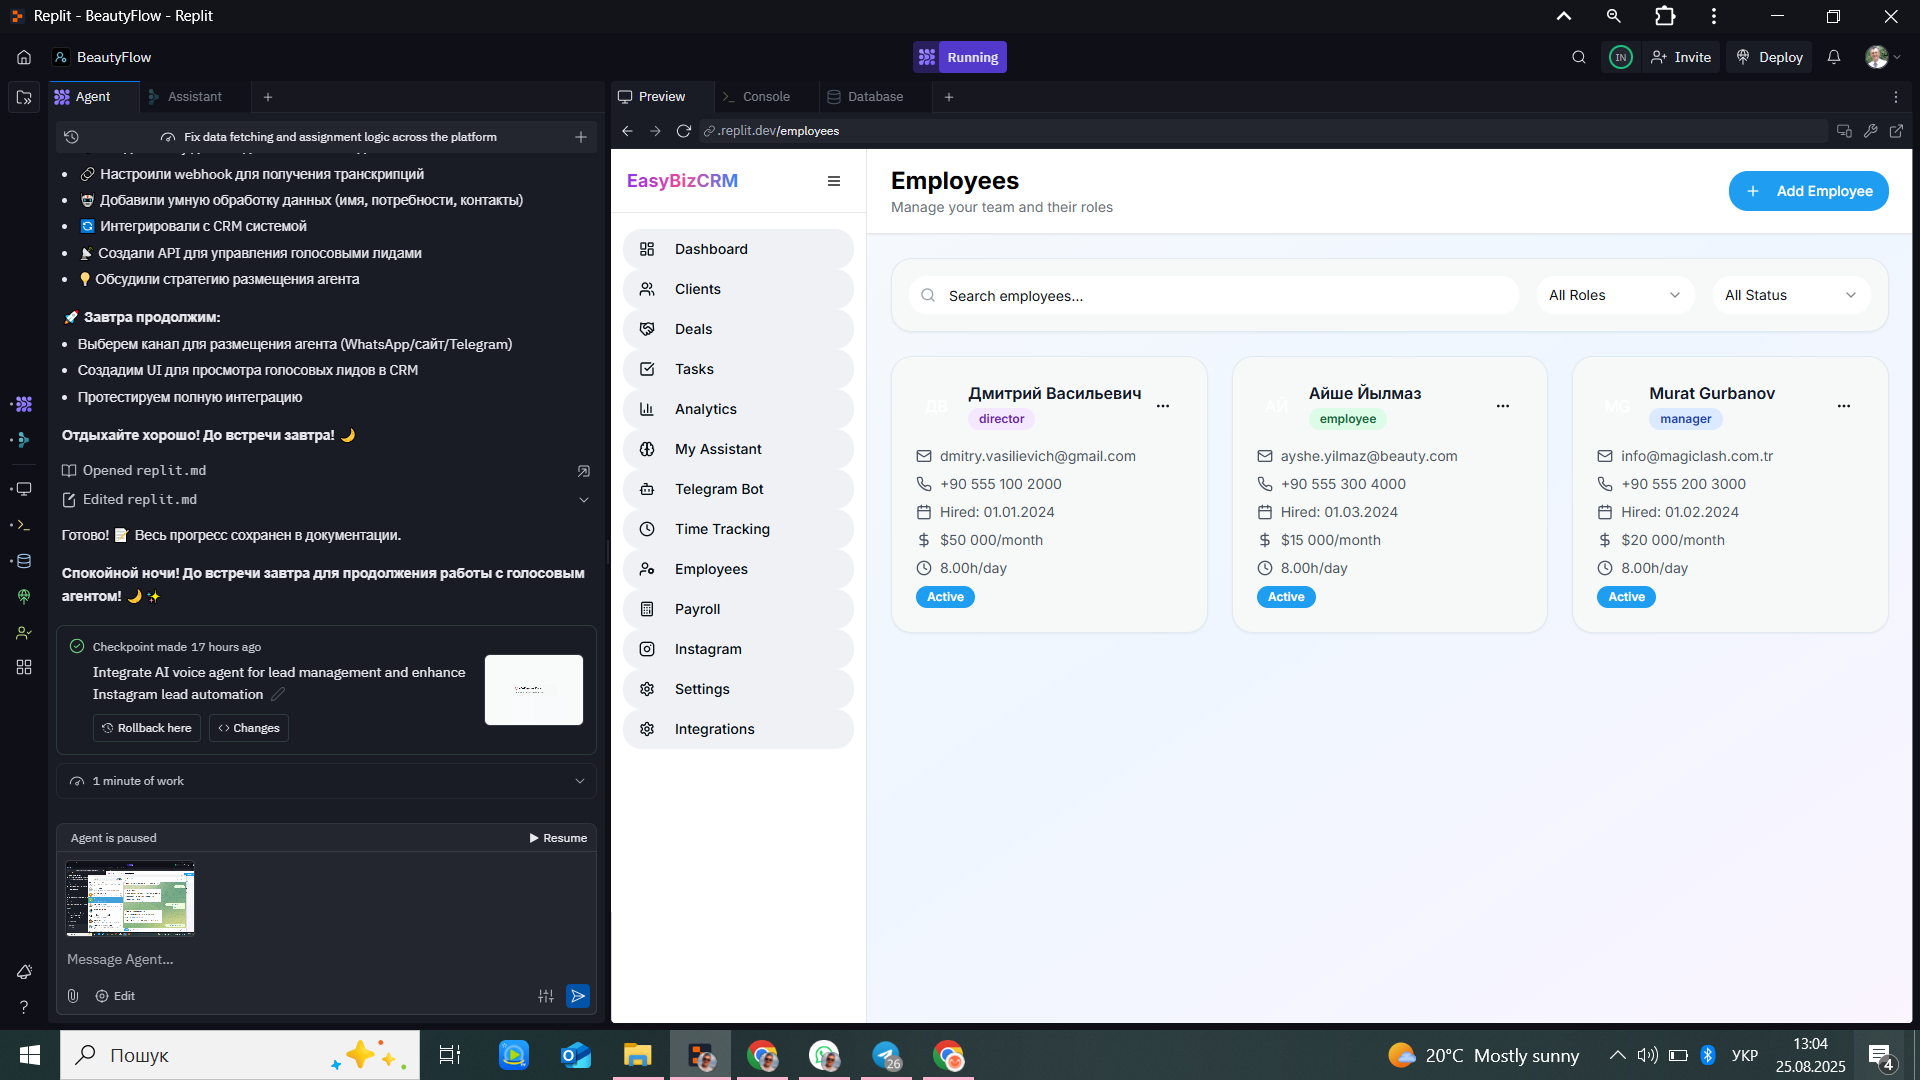 Replit - BeautyFlow - Replit
BeautyFlow
Running
IN
Invite
Deploy
Agent
Assistant
Preview
Console
Database
Fix data fetching and assignment logic across the platform
.replit.dev/employees
Настроили webhook для получения транскрипций
Добавили умную обработку данных (имя, потребности, контакты)
Интегрировали с CRM системой
Создали API для управления голосовыми лидами
Обсудили стратегию размещения агента
Завтра продолжим:
Выберем канал для размещения агента (WhatsApp/сайт/Telegram)
Создадим UI для просмотра голосовых лидов в CRM
Протестируем полную интеграцию
Отдыхайте хорошо! До встречи завтра!
Opened replit.md
Edited replit.md
Готово! Весь прогресс сохранен в документации.
Спокойной ночи! До встречи завтра для продолжения работы с голосовым
агентом!
Checkpoint made 17 hours ago
Integrate AI voice agent for lead management and enhance
Instagram lead automation
Rollback here
Changes
1 minute of work
Agent is paused
Resume
Message Agent...
Edit
EasyBizCRM
Dashboard
Clients
Deals
Tasks
Analytics
My Assistant
Telegram Bot
Time Tracking
Employees
Payroll
Instagram
Settings
Integrations
Employees
Manage your team and their roles
+ Add Employee
Search employees...
All Roles
All Status
ДВ
Дмитрий Васильевич
director
dmitry.vasilievich@gmail.com
+90 555 100 2000
Hired: 01.01.2024
$50 000/month
8.00h/day
Active
АЙ
Айше Йылмаз
employee
ayshe.yilmaz@beauty.com
+90 555 300 4000
Hired: 01.03.2024
$15 000/month
8.00h/day
Active
MG
Murat Gurbanov
manager
info@magiclash.com.tr
+90 555 200 3000
Hired: 01.02.2024
$20 000/month
8.00h/day
Active
Пошук
26
20°C Mostly sunny
УКР
13:04
25.08.2025
4